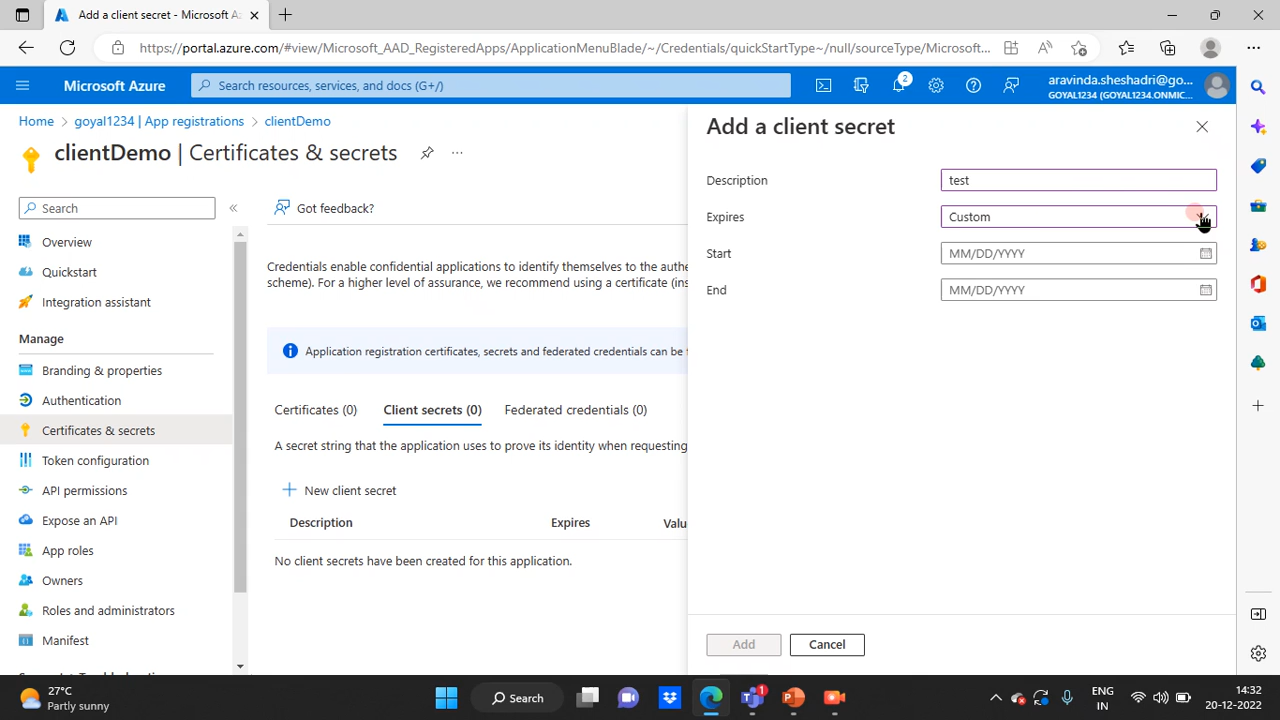 Add a client secret - Microsoft A
https://portal.azure.com/#view/Microsoft_AAD_RegisteredApps/ApplicationMenuBlade/~/Credentials/quickStartType~/null/sourceType/Microsoft...
Microsoft Azure
Search resources, services, and docs (G+/)
2
aravinda.sheshadri@go...
GOYAL1234 (GOYAL1234.ONMIC...
Home > goyal1234 | App registrations > clientDemo
clientDemo | Certificates & secrets
Search
Got feedback?
Overview
Quickstart
Integration assistant
Manage
Branding & properties
Authentication
Certificates & secrets
Token configuration
API permissions
Expose an API
App roles
Owners
Roles and administrators
Manifest
Credentials enable confidential applications to identify themselves to the authe
scheme). For a higher level of assurance, we recommend using a certificate (ins
Application registration certificates, secrets and federated credentials can be
Certificates (0)
Client secrets (0)
Federated credentials (0)
A secret string that the application uses to prove its identity when requesting
New client secret
Description
Expires
Valu
No client secrets have been created for this application.
Add a client secret
Description
test
Expires
Custom
Start
MM/DD/YYYY
End
MM/DD/YYYY
Add
Cancel
27°C
Partly sunny
Search
1
ENG
IN
14:32
20-12-2022